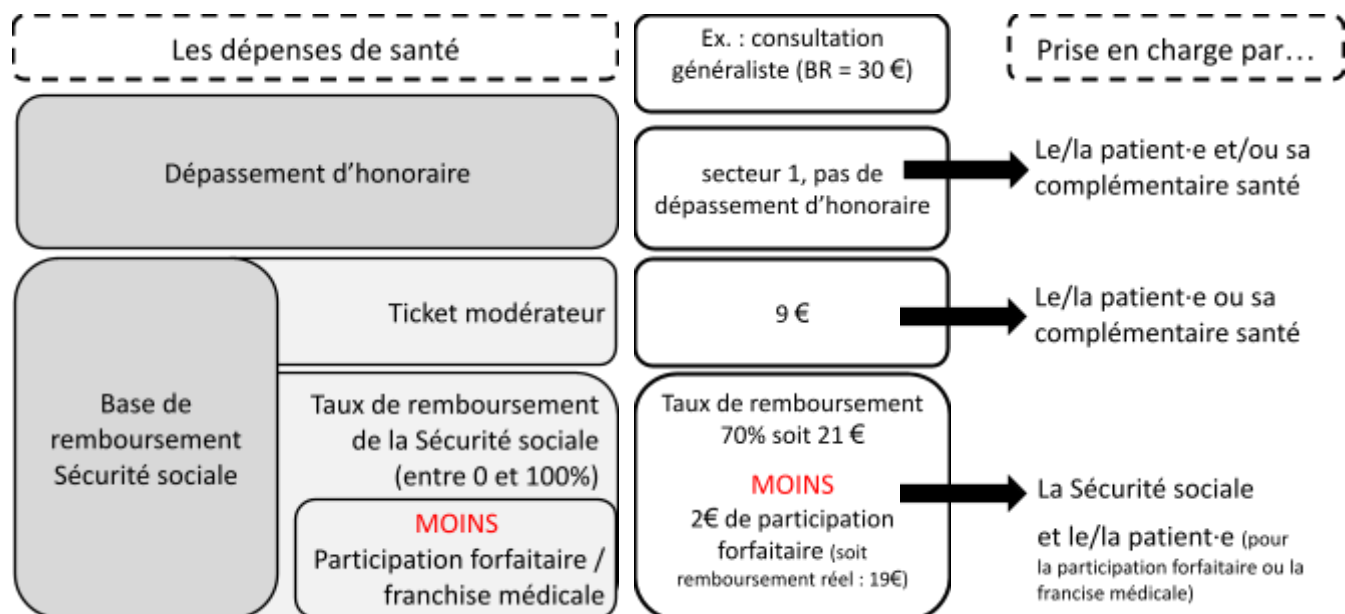 Les dépenses de santé
Ex. : consultation
généraliste (BR = 30 €)
Prise en charge par…
Dépassement d’honoraire
secteur 1, pas de
dépassement d’honoraire
Le/la patient·e et/ou sa
complémentaire santé
Ticket modérateur
9 €
Le/la patient·e ou sa
complémentaire santé
Base de
remboursement
Sécurité sociale
Taux de remboursement
de la Sécurité sociale
(entre 0 et 100%)
MOINS
Participation forfaitaire /
franchise médicale
Taux de remboursement
70% soit 21 €
MOINS
2€ de participation
forfaitaire (soit
remboursement réel : 19€)
La Sécurité sociale
et le/la patient·e (pour
la participation forfaitaire ou la
francise médicale)